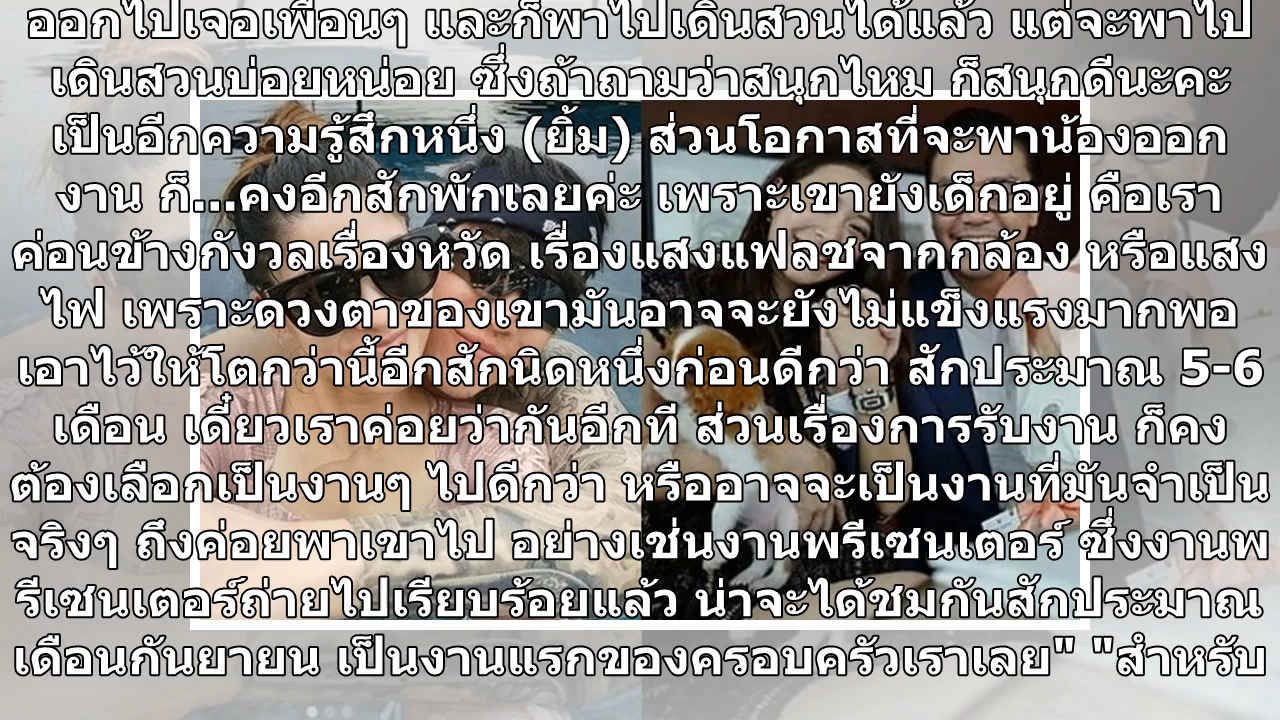 ออกไปเจอเพื่อนๆ และก็พาไปเดินสวนได้แล้ว แต่จะพาไป
เดินสวนบ่อยหน่อย ซึ่งถ้าถามว่าสนุกไหม ก็สนุกดีนะคะ
เป็นอีกความรู้สึกหนึ่ง (ยิ้ม) ส่วนโอกาสที่จะพาน้องออก
งาน ก็...คงอีกสักพักเลยค่ะ เพราะเขายังเด็กอยู่ คือเรา
ค่อนข้างกังวลเรื่องหวัด เรื่องแสงแฟลชจากกล้อง หรือแสง
ไฟ เพราะดวงตาของเขามันอาจจะยังไม่แข็งแรงมากพอ
เอาไว้ให้โตกว่านี้อีกสักนิดหนึ่งก่อนดีกว่า สักประมาณ 5-6
เดือน เดี๋ยวเราค่อยว่ากันอีกที ส่วนเรื่องการรับงาน ก็คง
ต้องเลือกเป็นงานๆ ไปดีกว่า หรืออาจจะเป็นงานที่มันจำเป็น
จริงๆ ถึงค่อยพาเขาไป อย่างเช่นงานพรีเซนเตอร์ ซึ่งงานพ
รีเซนเตอร์ถ่ายไปเรียบร้อยแล้ว น่าจะได้ชมกันสักประมาณ
เดือนกันยายน เป็นงานแรกของครอบครัวเราเลย" "สำหรับ